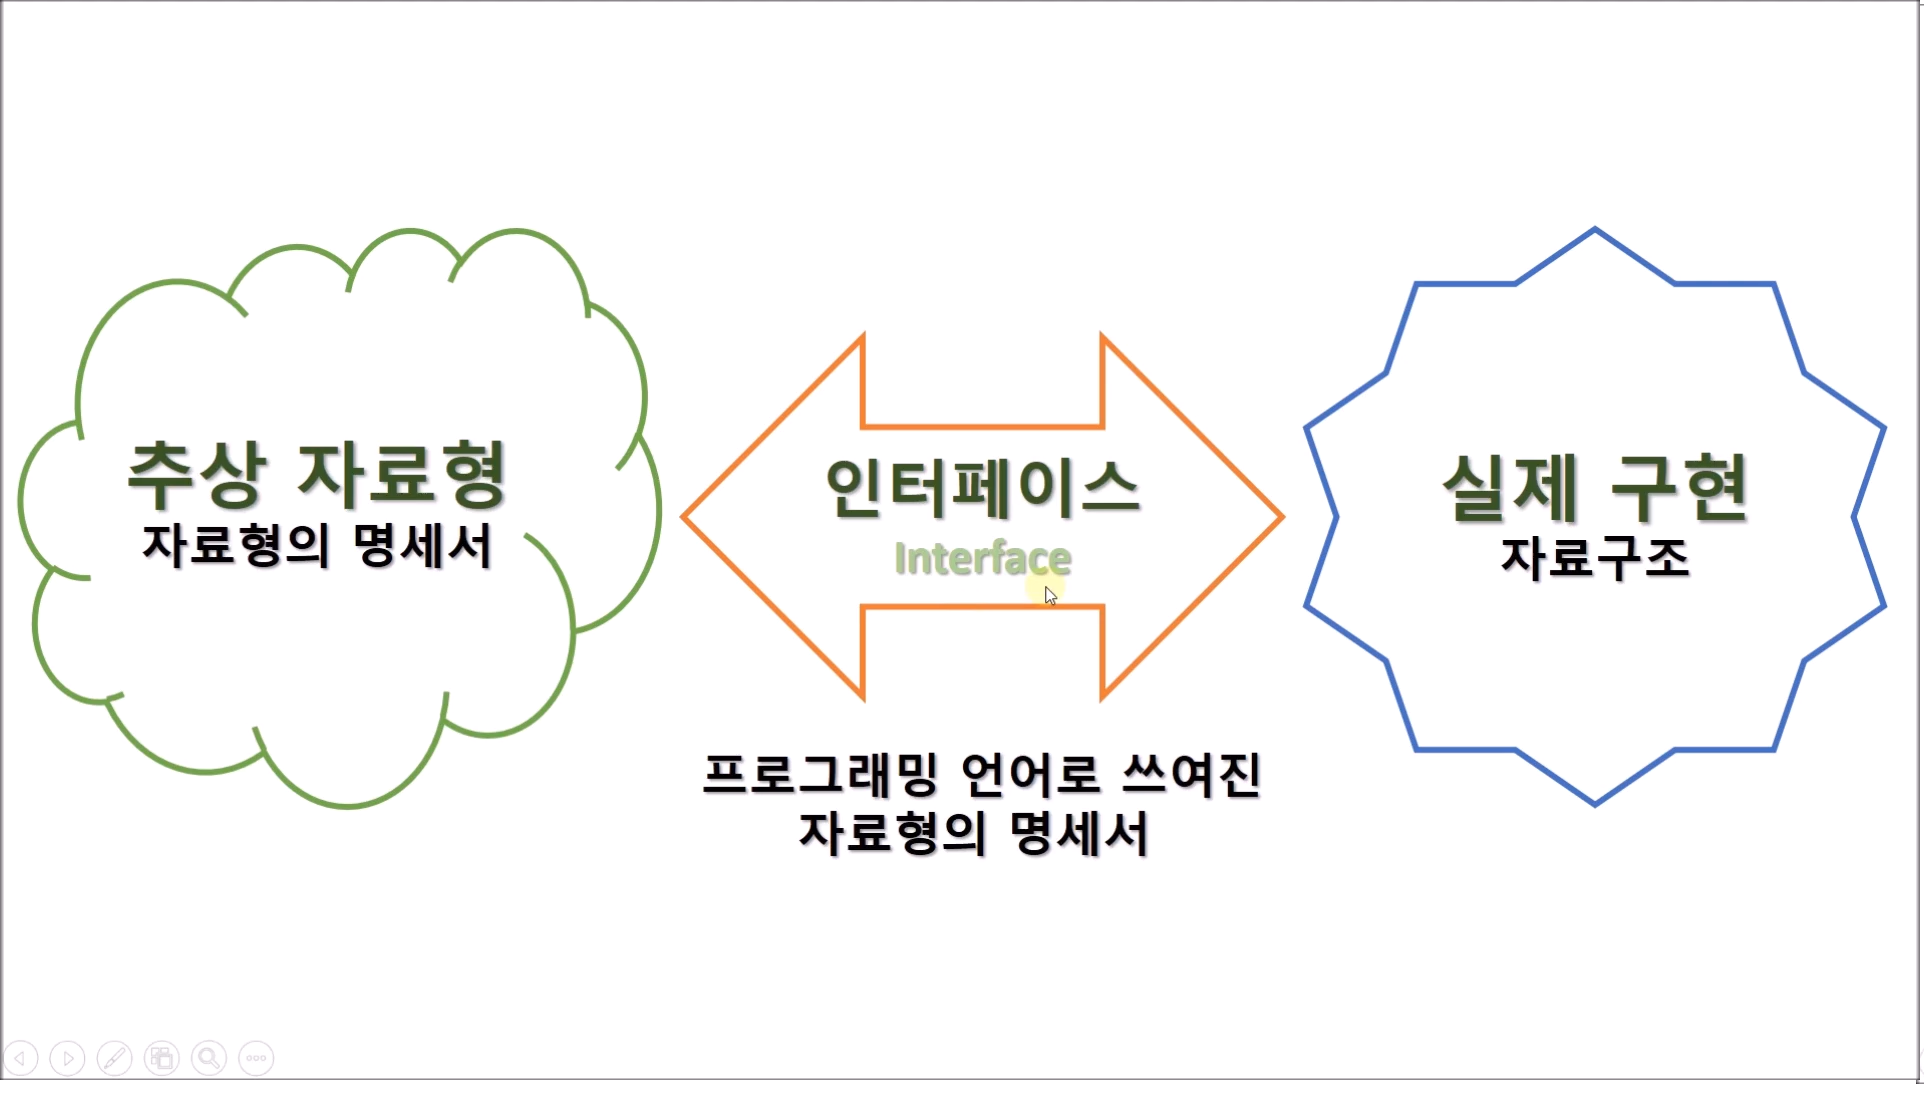 추상 자료형
자료형의 명세서
인터페이스
Interface
프로그래밍 언어로 쓰여진
자료형의 명세서
실제 구현
자료구조